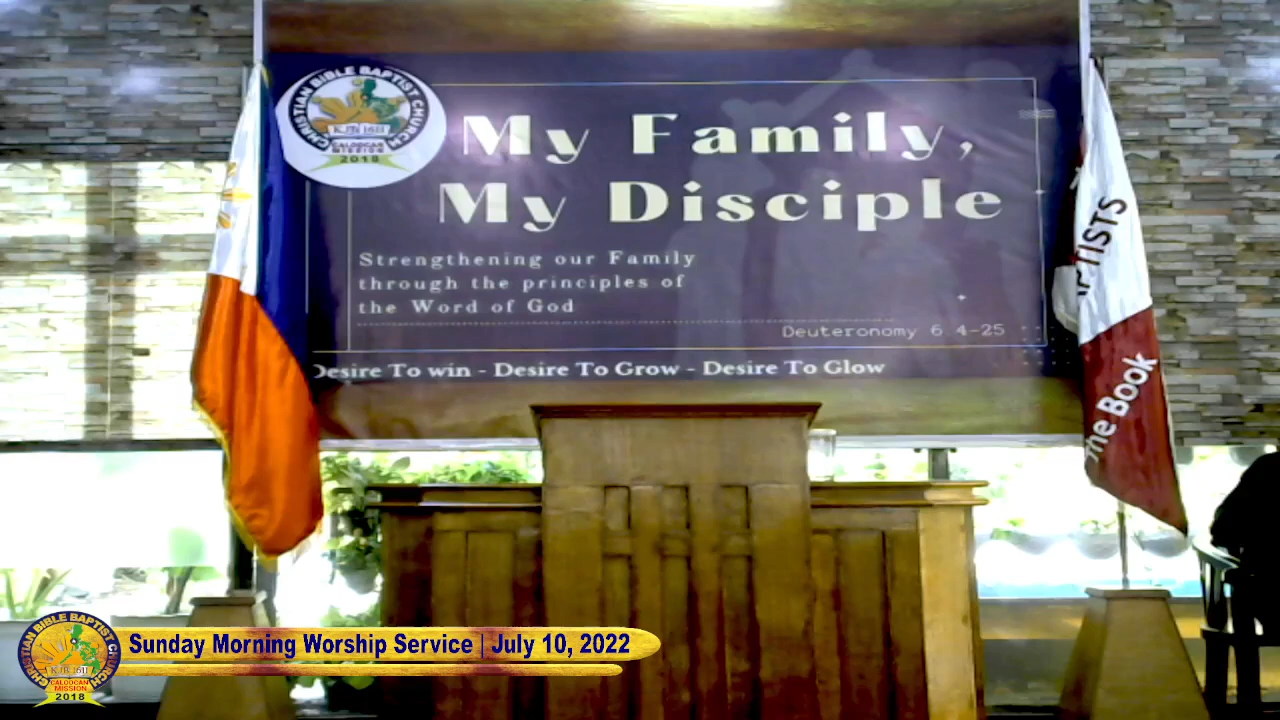 CHRISTIAN BIBLE BAPTIST CHURCH
KJB 1611
CALOOCAN
MISSION
2018
My Family,
My Disciple
Strengthening our Family
through the principles of
the Word of God
Deuteronomy 6 4-25
Desire To win - Desire To Grow - Desire To Glow
PTISTS
the Book
CHRISTIAN BIBLE BAPTIST CHURCH
KJB 1611
CALOOCAN
MISSION
2018
Sunday Morning Worship Service | July 10, 2022